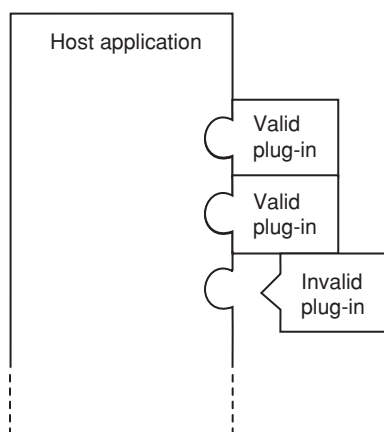 Host application
Valid
plug-in
Valid
plug-in
Invalid
plug-in